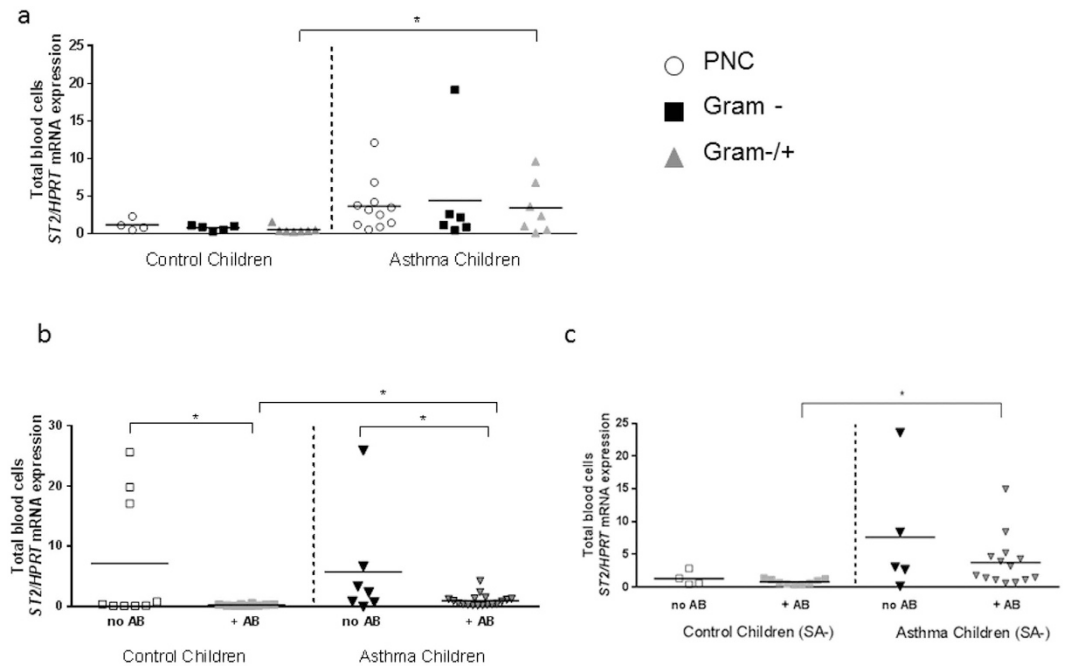 a
*
Total blood cells
ST2/HPRT mRNA expression
25
20
15
10
5
0
Control Children
Asthma Children
PNC
Gram -
Gram-/+
b
*
*
*
Total blood cells
ST2/HPRT mRNA expression
30
20
10
0
no AB
+ AB
no AB
+ AB
Control Children
Asthma Children
c
*
Total blood cells
ST2/HPRT mRNA expression
25
20
15
10
5
0
no AB
+ AB
no AB
+ AB
Control Children (SA-)
Asthma Children (SA-)